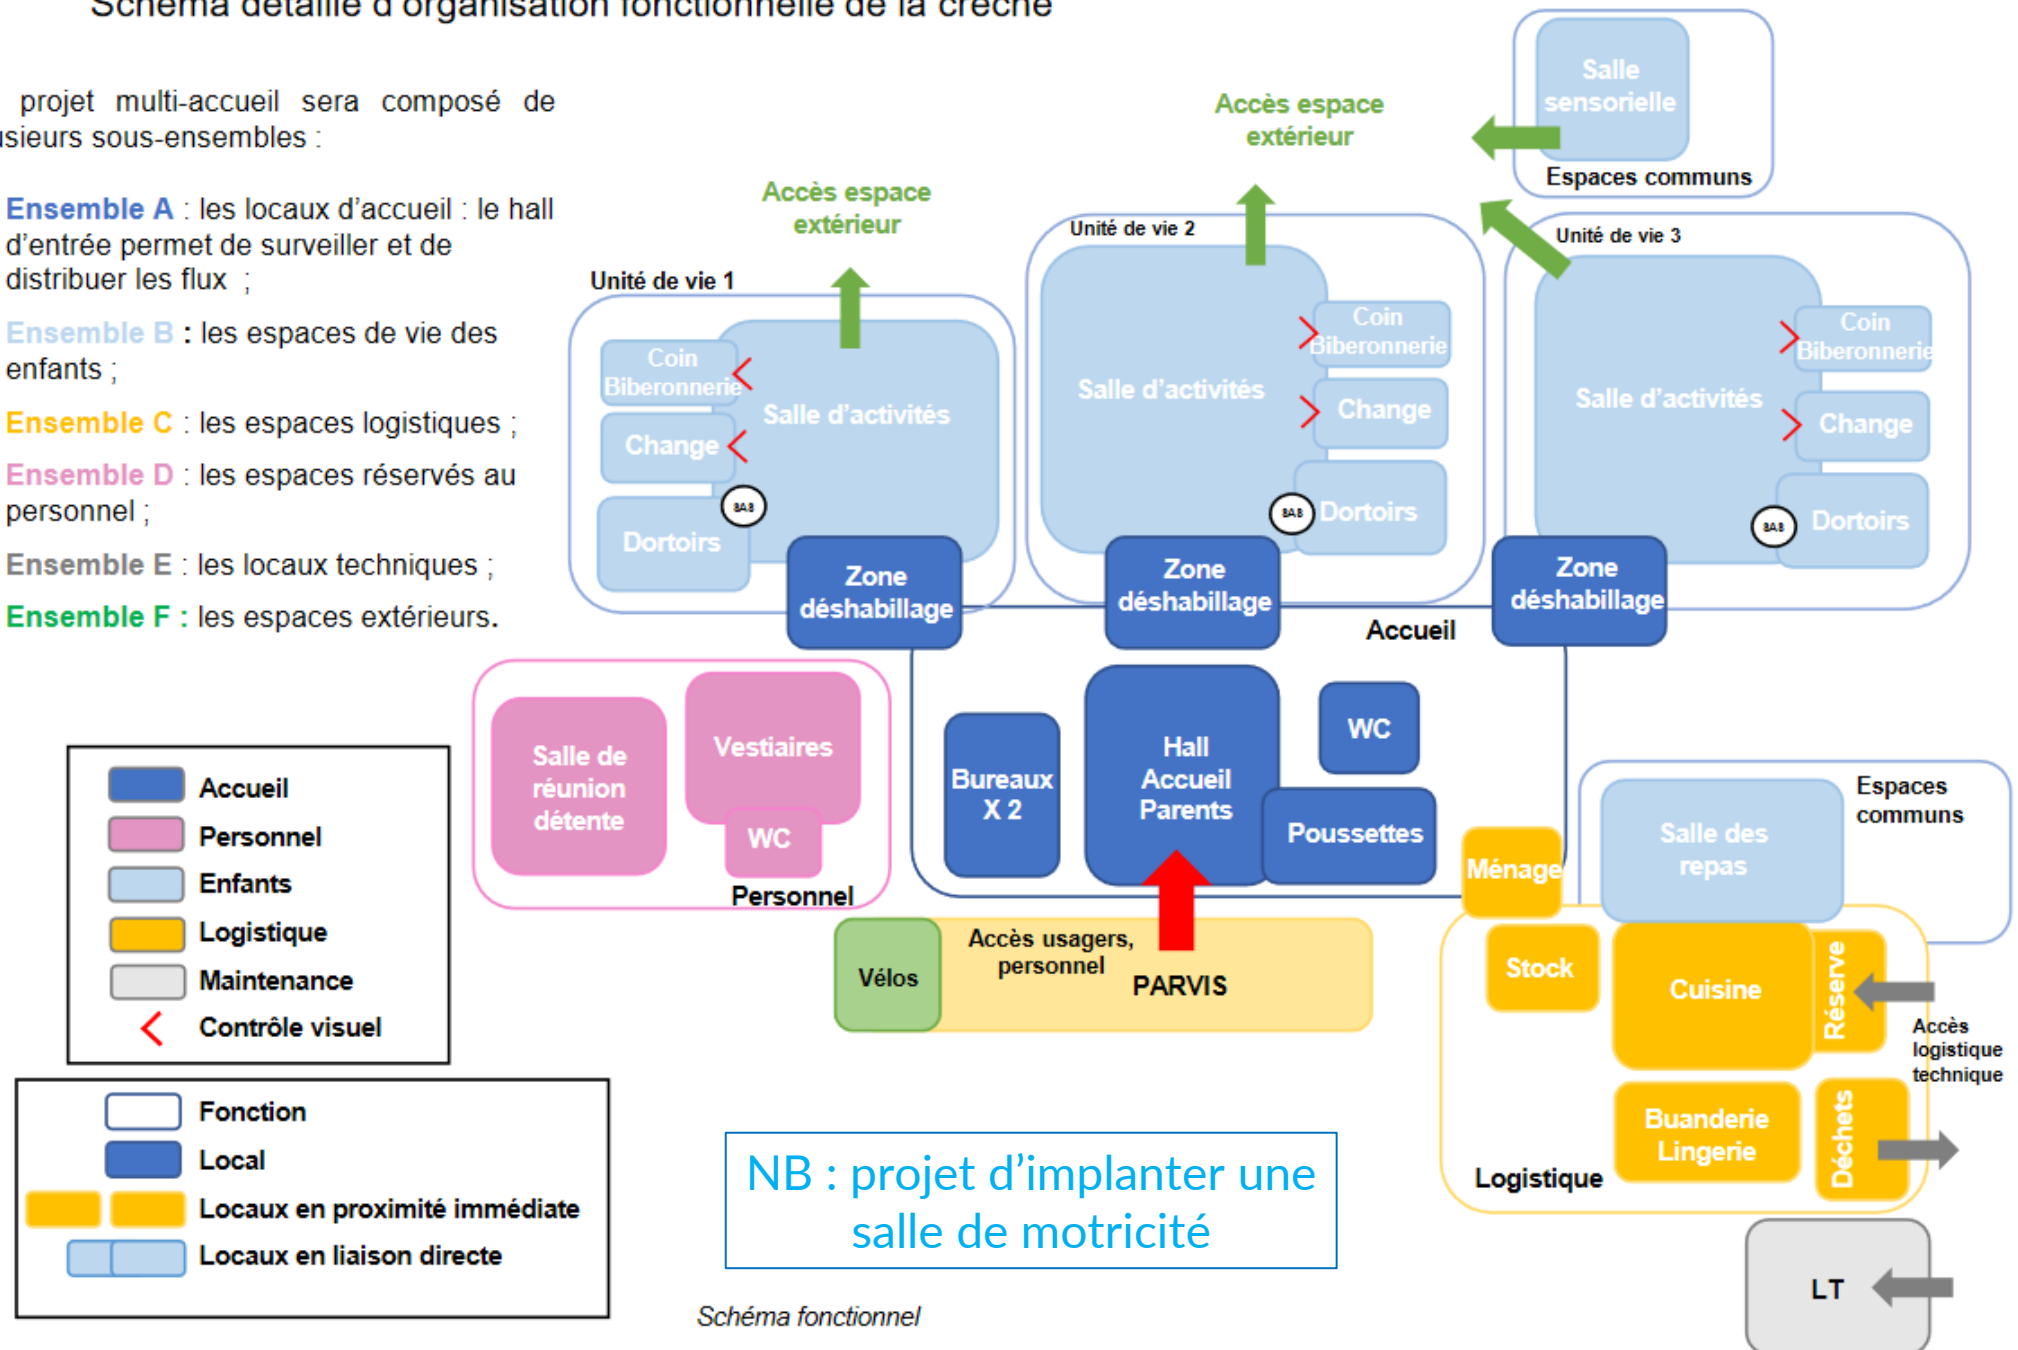 Schéma détaillé d'organisation fonctionnelle de la crèche
projet multi-accueil sera composé de
usieurs sous-ensembles :
Ensemble A : les locaux d'accueil : le hall
d'entrée permet de surveiller et de
distribuer les flux ;
Ensemble B : les espaces de vie des
enfants ;
Ensemble C : les espaces logistiques ;
Ensemble D : les espaces réservés au
personnel ;
Ensemble E : les locaux techniques ;
Ensemble F : les espaces extérieurs.
Salle
sensorielle
Espaces communs
Accès espace
extérieur
Accès espace
extérieur
Unité de vie 1
Coin
Biberonnerie
Change
Dortoirs
Salle d'activités
BAB
Zone
déshabillage
Unité de vie 2
Salle d'activités
Coin
Biberonnerie
Change
Dortoirs
BAB
Zone
déshabillage
Unité de vie 3
Salle d'activités
Coin
Biberonnerie
Change
Dortoirs
BAB
Zone
déshabillage
Accueil
Salle de
réunion
détente
Vestiaires
WC
Personnel
Bureaux
X 2
Hall
Accueil
Parents
WC
Poussettes
Ménage
Salle des
repas
Espaces
communs
Vélos
Accès usagers,
personnel
PARVIS
Stock
Cuisine
Réserve
Accès
logistique
technique
Buanderie
Lingerie
Déchets
Logistique
LT
Accueil
Personnel
Enfants
Logistique
Maintenance
Contrôle visuel
Fonction
Local
Locaux en proximité immédiate
Locaux en liaison directe
NB : projet d'implanter une
salle de motricité
Schéma fonctionnel